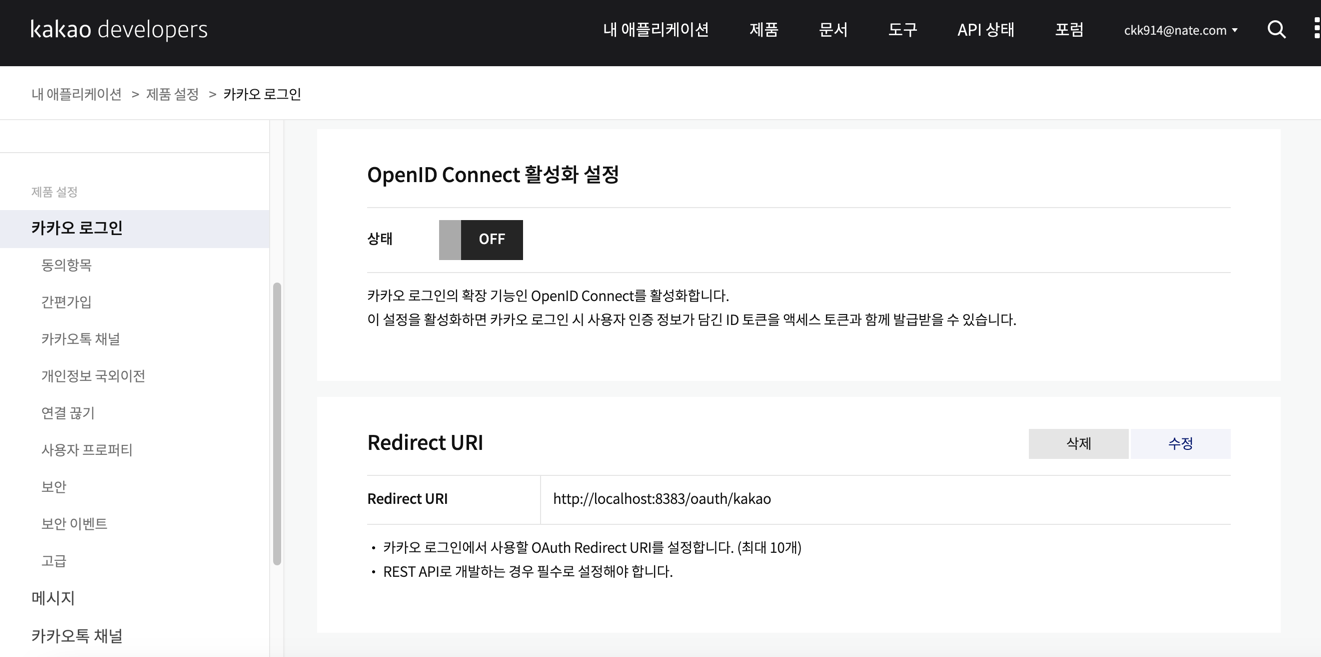 kakao developers
내 애플리케이션 제품 문서 도구 API 상태 포럼 ckk914@nate.com
내 애플리케이션 > 제품 설정 > 카카오 로그인
제품 설정
카카오 로그인
동의항목
간편가입
카카오톡 채널
개인정보 국외이전
연결 끊기
사용자 프로퍼티
보안
보안 이벤트
고급
메시지
카카오톡 채널
OpenID Connect 활성화 설정
상태 OFF
카카오 로그인의 확장 기능인 OpenID Connect를 활성화합니다.
이 설정을 활성화하면 카카오 로그인 시 사용자 인증 정보가 담긴 ID 토큰을 액세스 토큰과 함께 발급받을 수 있습니다.
Redirect URI 삭제 수정
Redirect URI http://localhost:8383/oauth/kakao
• 카카오 로그인에서 사용할 OAuth Redirect URI를 설정합니다. (최대 10개)
• REST API로 개발하는 경우 필수로 설정해야 합니다.